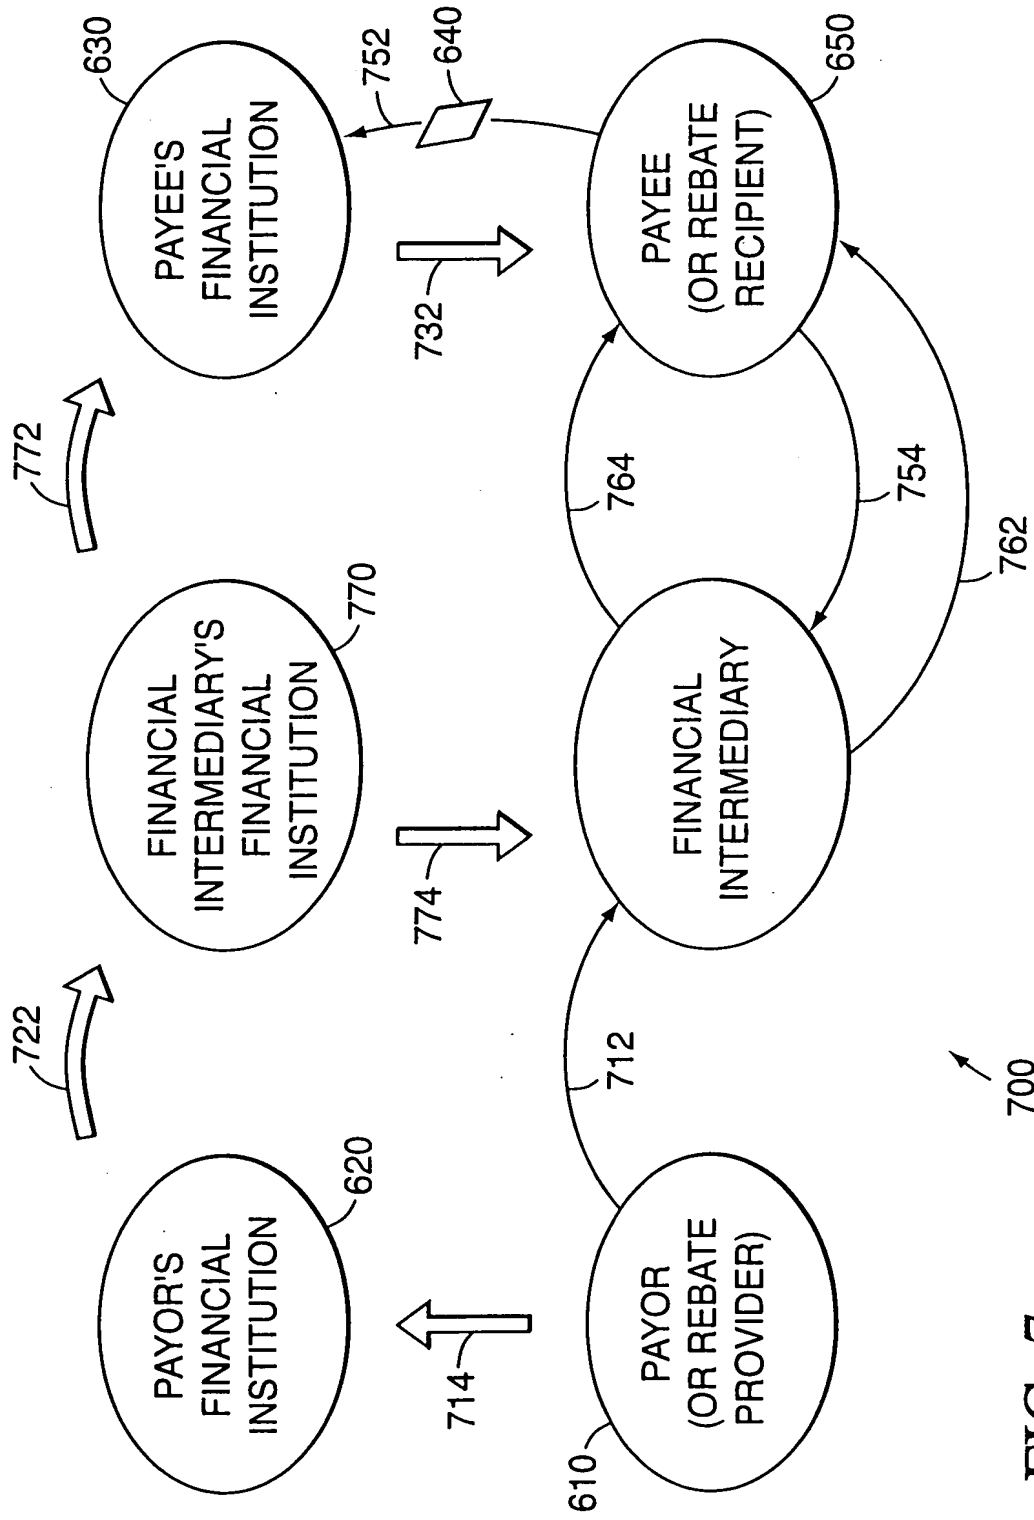 722
772
630
PAYOR'S
FINANCIAL
INSTITUTION
620
FINANCIAL
INTERMEDIARY'S
FINANCIAL
INSTITUTION
770
PAYEE'S
FINANCIAL
INSTITUTION
752
640
714
774
732
610
712
764
PAYOR
(OR REBATE
PROVIDER)
FINANCIAL
INTERMEDIARY
PAYEE
(OR REBATE
RECIPIENT)
650
754
762
700
FIG. 7